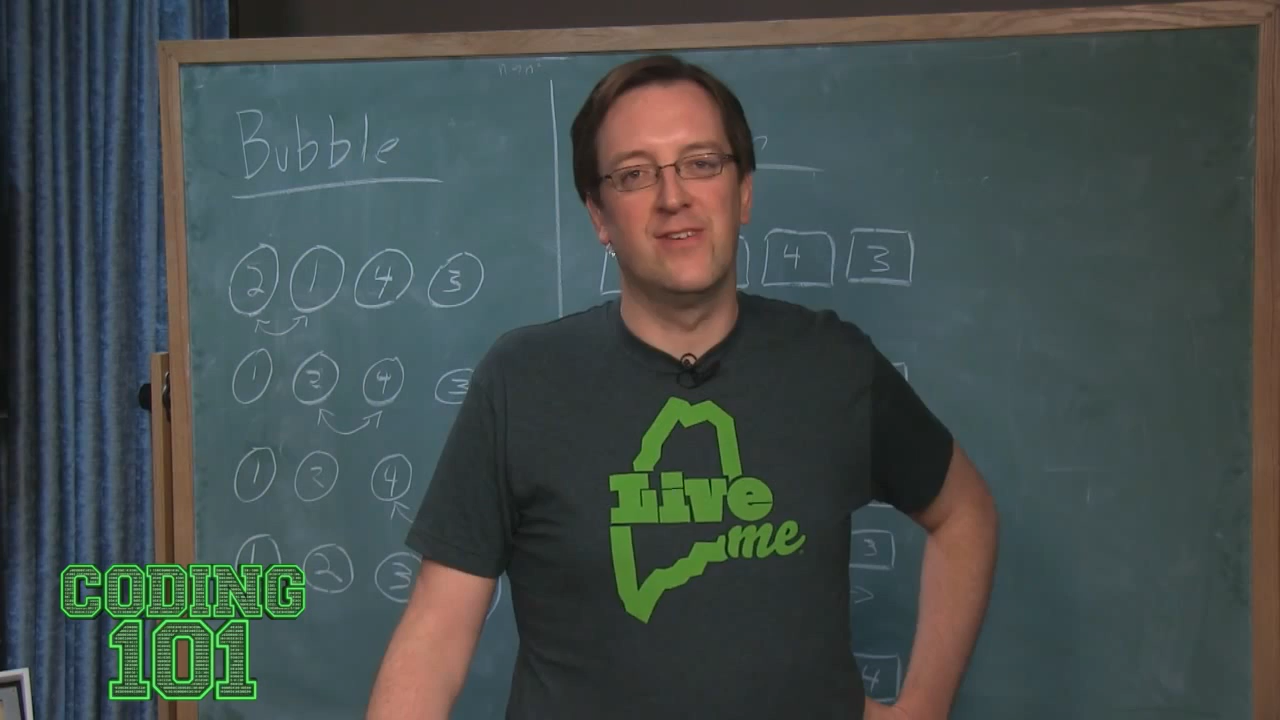 Bubble
2 1 4 3
4 3
1 2 4 3
1 2 4
1 2 3
3
4
Live
me
CODING
101